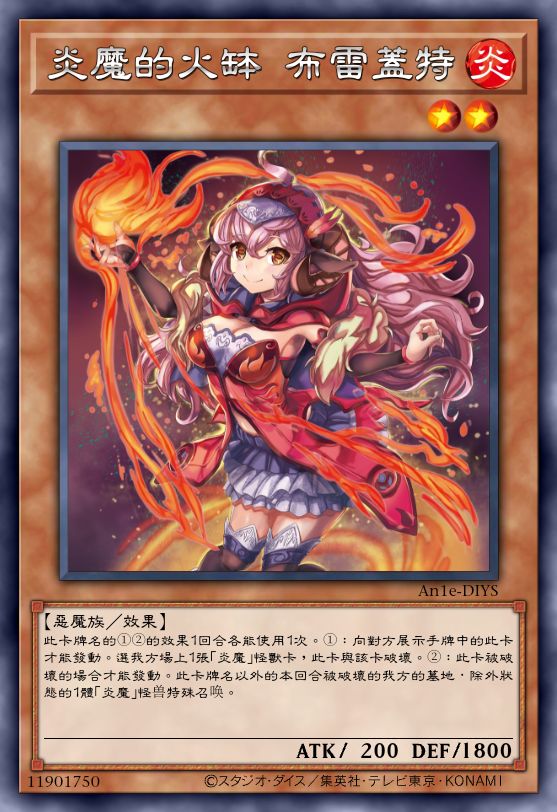 炎魔的火缽 布雷蓋特 炎
An1e-DIYS
【惡魔族／效果】
此卡牌名的①②的效果1回合各能使用1次。①：向對方展示手牌中的此卡
才能發動。選我方場上1張「炎魔」怪獸卡，此卡與該卡破壞。②：此卡被破
壞的場合才能發動。此卡牌名以外的本回合被破壞的我方的墓地‧除外狀
態的1體「炎魔」怪兽特殊召唤。
ATK/ 200 DEF/1800
11901750 ©スタジオ・ダイス／集英社・テレビ東京・KONAMI